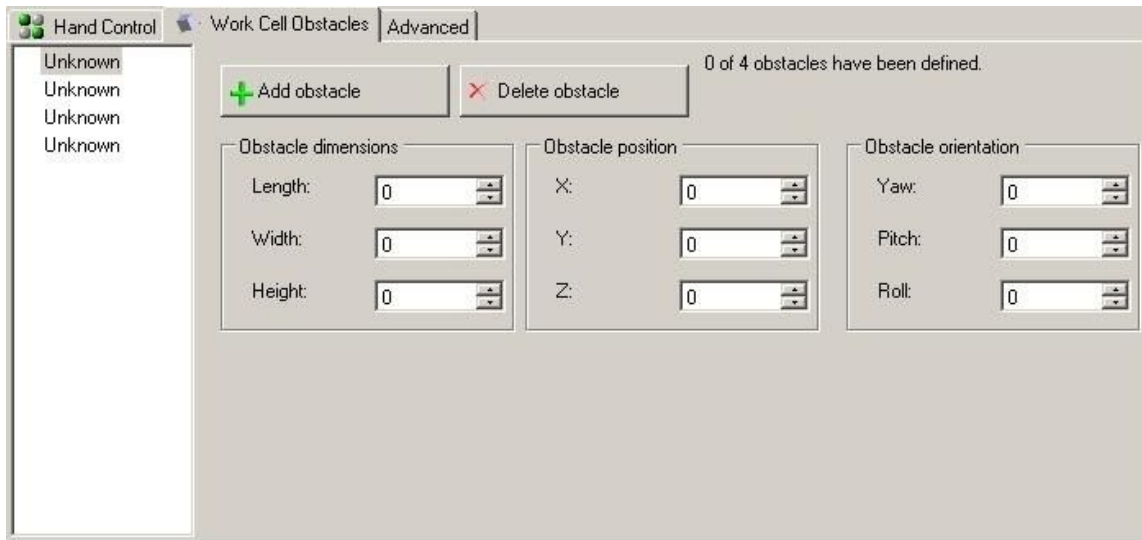 Hand Control Work Cell Obstacles Advanced
Unknown
Unknown
Unknown
Unknown
Add obstacle Delete obstacle 0 of 4 obstacles have been defined.
Obstacle dimensions Obstacle position Obstacle orientation
Length: 0 X: 0 Yaw: 0
Width: 0 Y: 0 Pitch: 0
Height: 0 Z: 0 Roll: 0